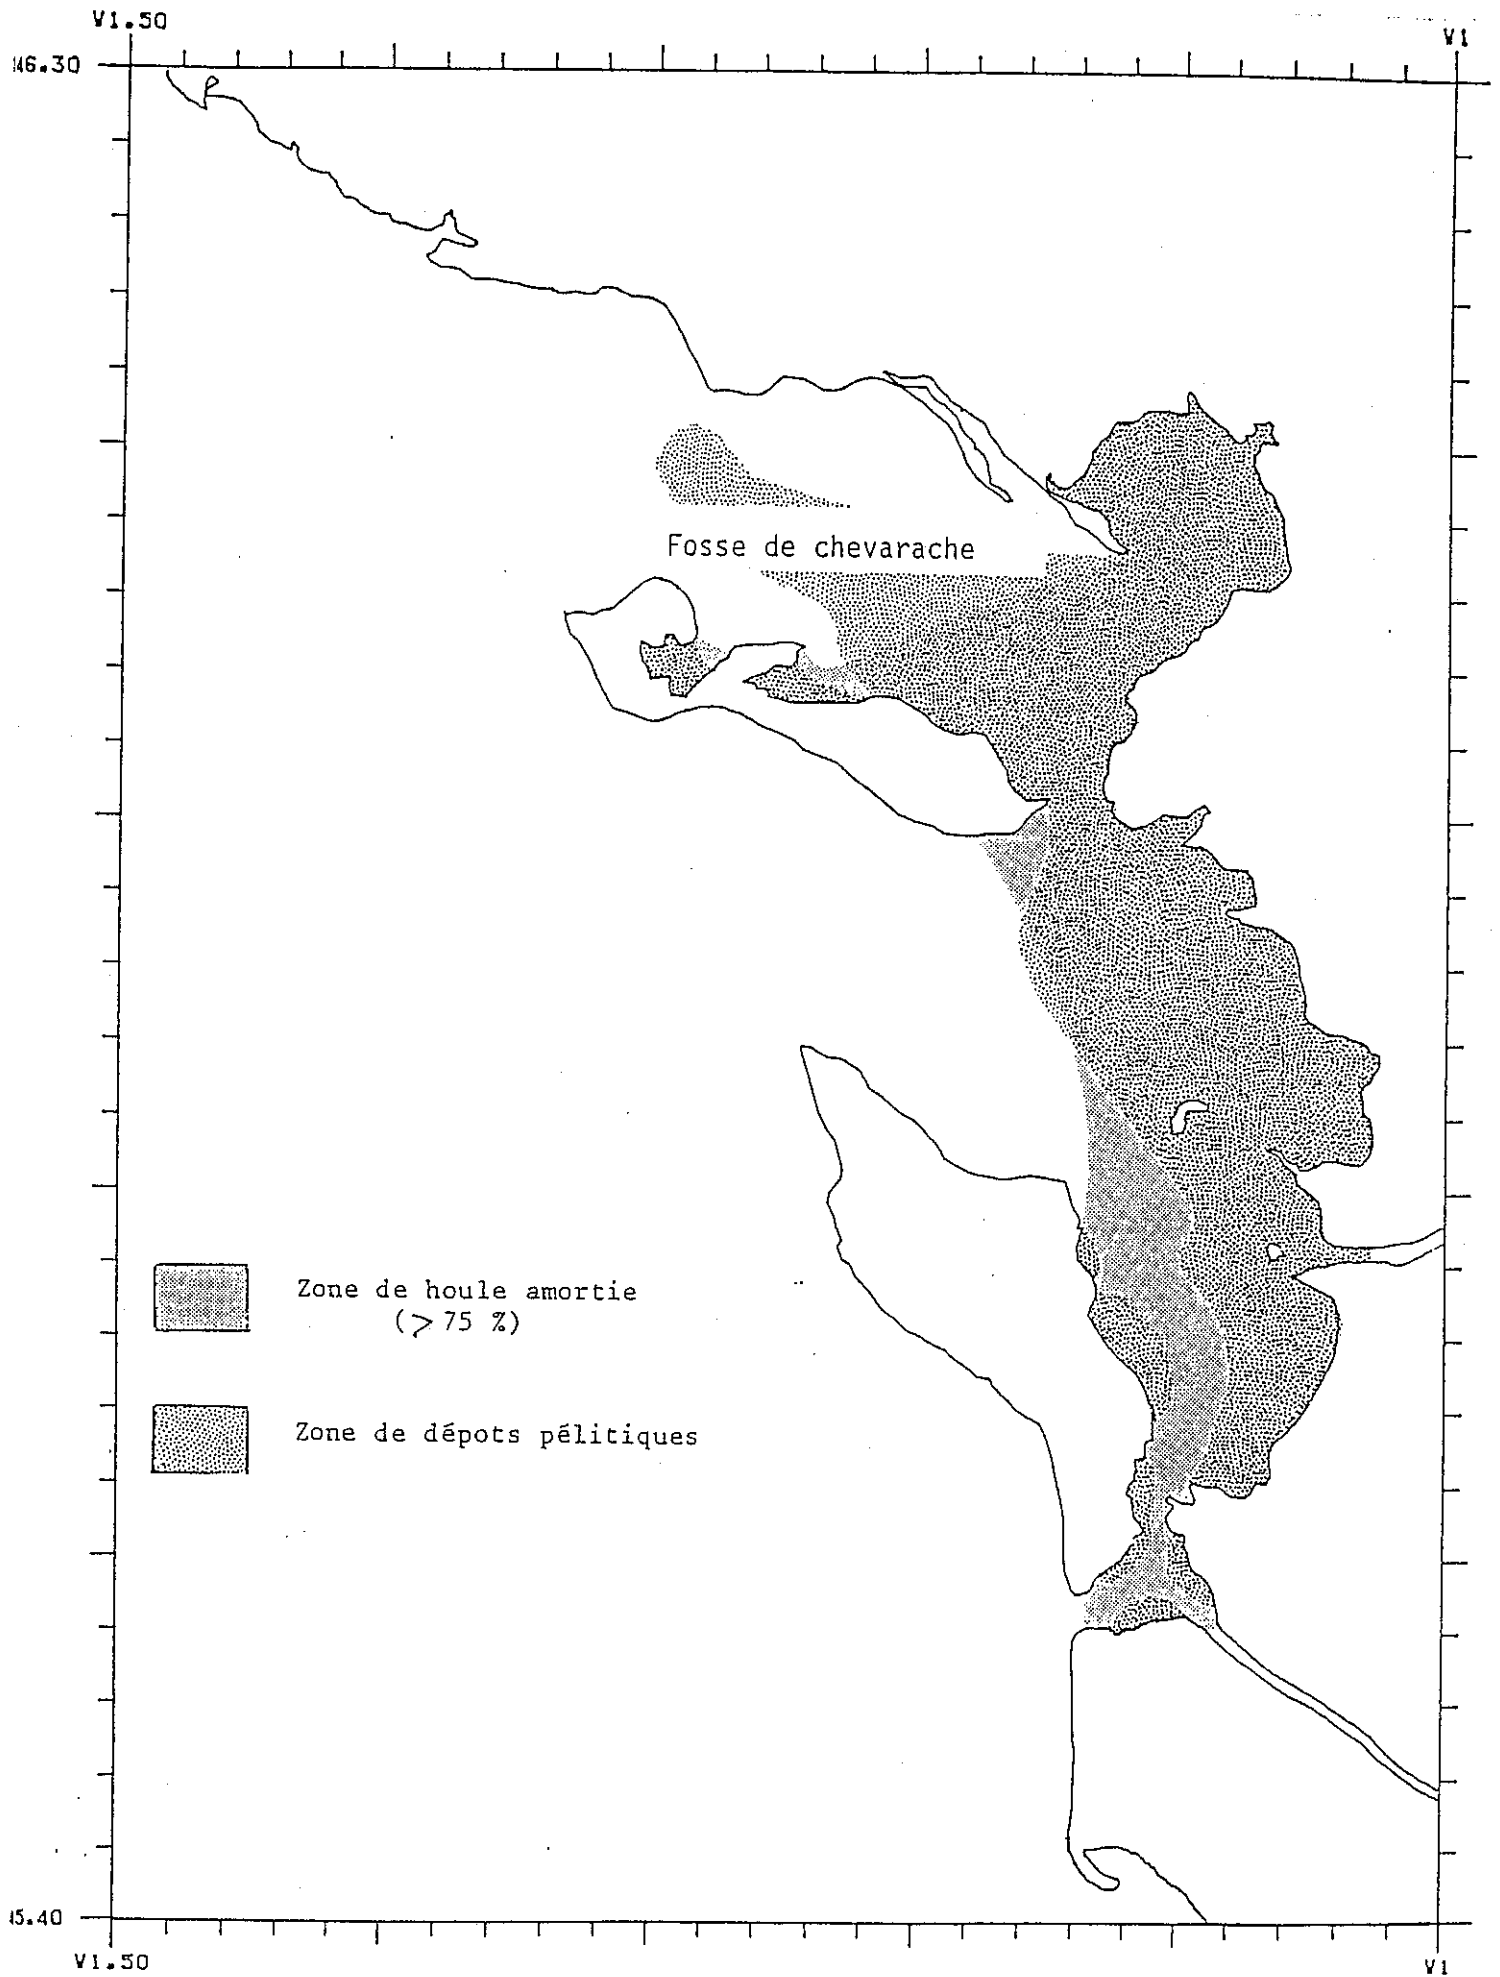 V1.50
V1
46.30
Fosse de chevarache
Zone de houle amortie
(> 75 %)
Zone de dépots pélitiques
45.40
V1.50
V1